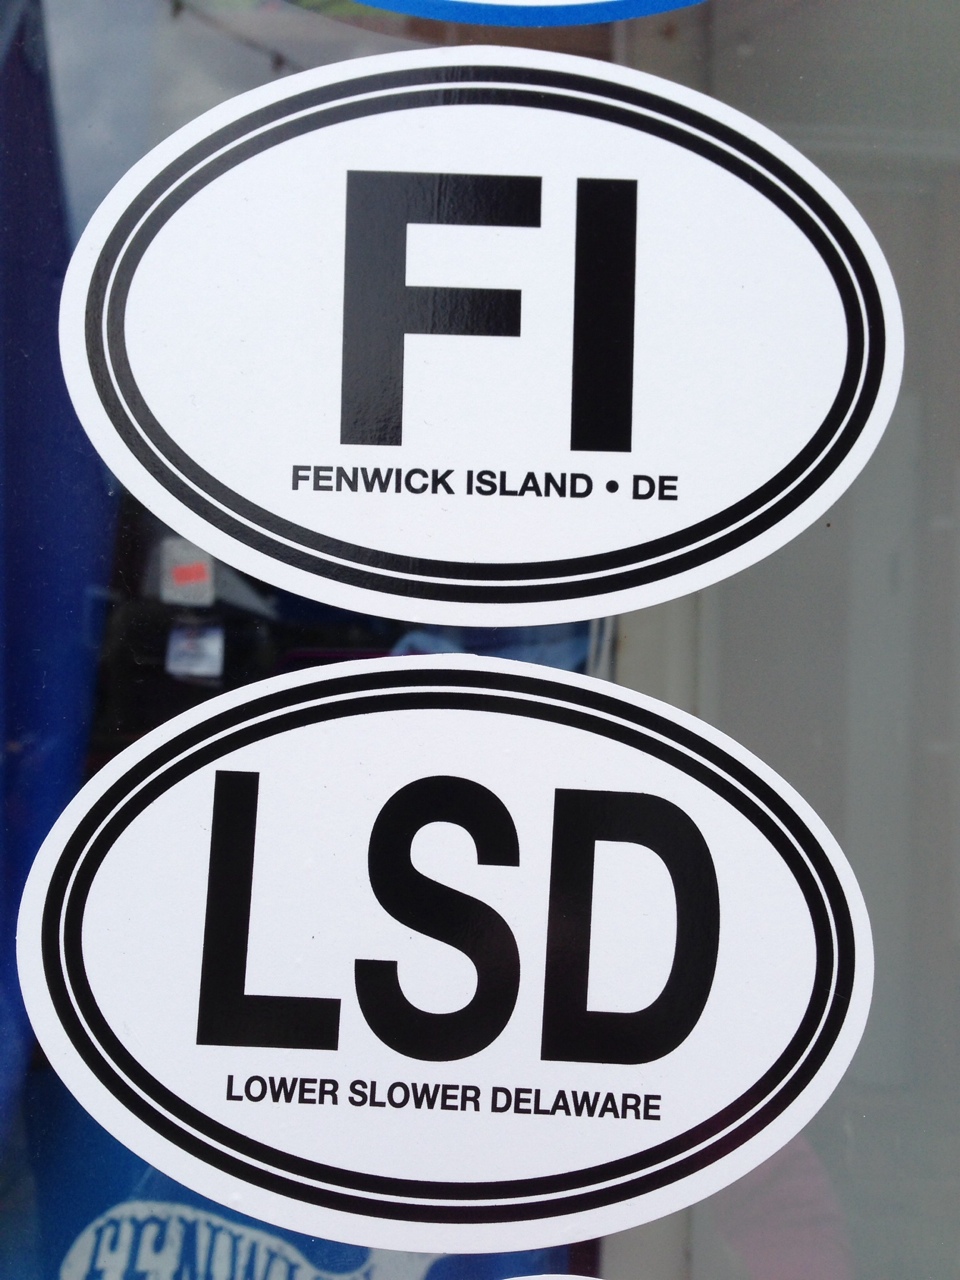 FI
FENWICK ISLAND • DE
LSD
LOWER SLOWER DELAWARE